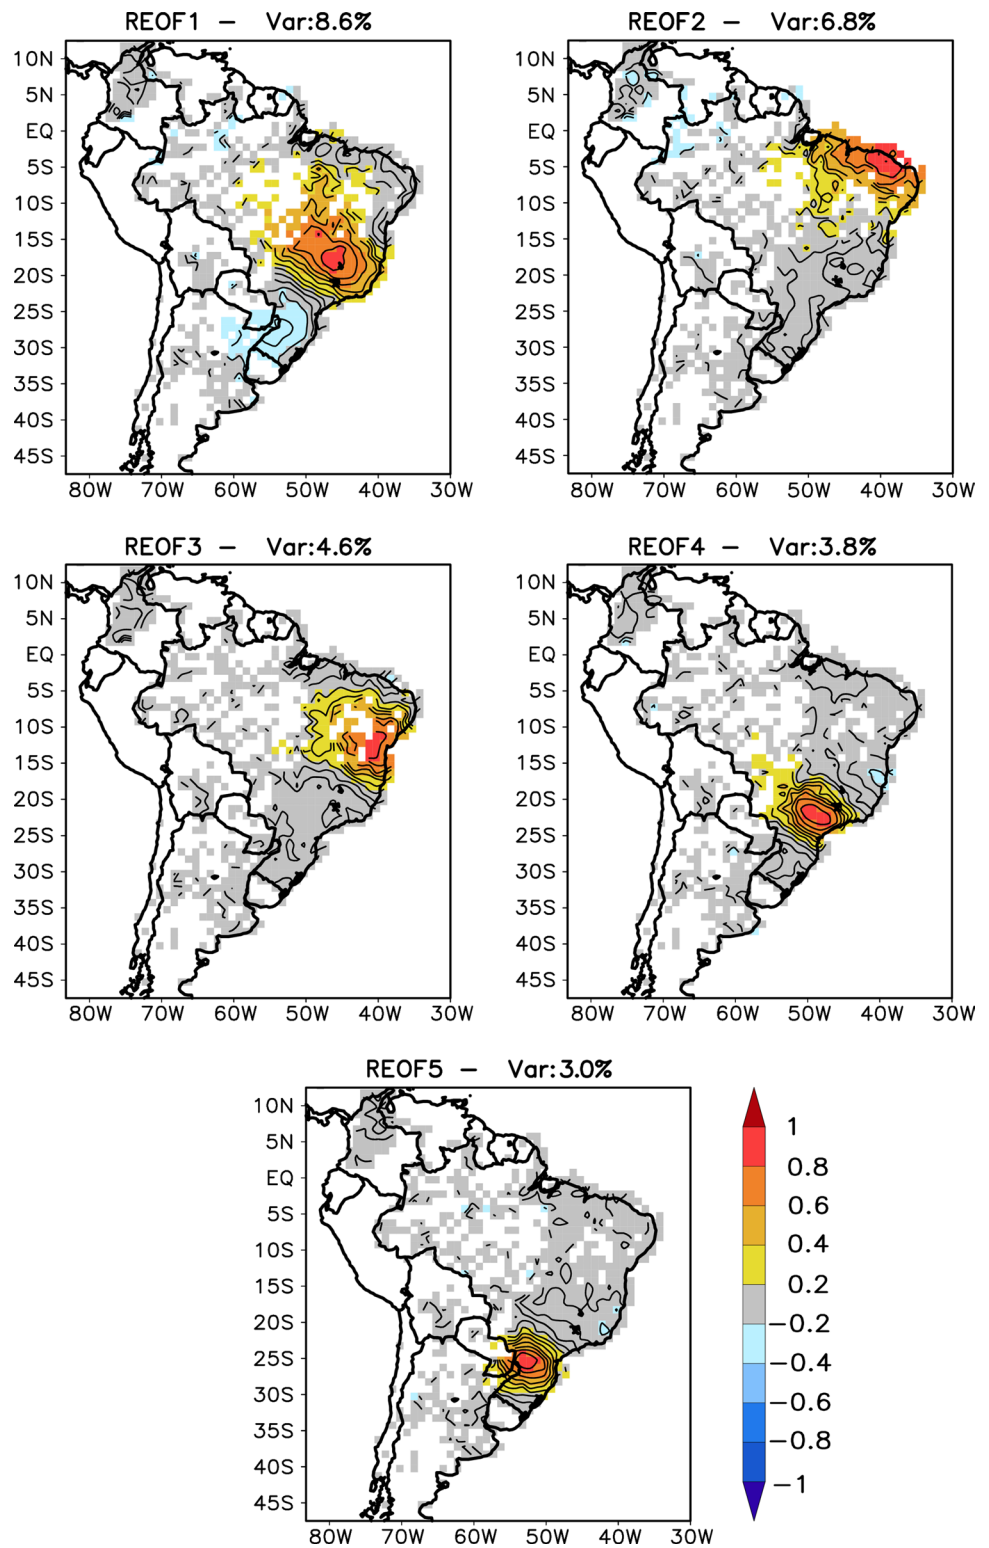 REOF1 — Var:8.6%
10N
5N
EQ
5S
10S
15S
20S
25S
30S
35S
40S
45S
80W 70W 60W 50W 40W 30W
REOF2 — Var:6.8%
10N
5N
EQ
5S
10S
15S
20S
25S
30S
35S
40S
45S
80W 70W 60W 50W 40W 30W
REOF3 — Var:4.6%
10N
5N
EQ
5S
10S
15S
20S
25S
30S
35S
40S
45S
80W 70W 60W 50W 40W 30W
REOF4 — Var:3.8%
10N
5N
EQ
5S
10S
15S
20S
25S
30S
35S
40S
45S
80W 70W 60W 50W 40W 30W
REOF5 — Var:3.0%
10N
5N
EQ
5S
10S
15S
20S
25S
30S
35S
40S
45S
80W 70W 60W 50W 40W 30W
1
0.8
0.6
0.4
0.2
−0.2
−0.4
−0.6
−0.8
−1